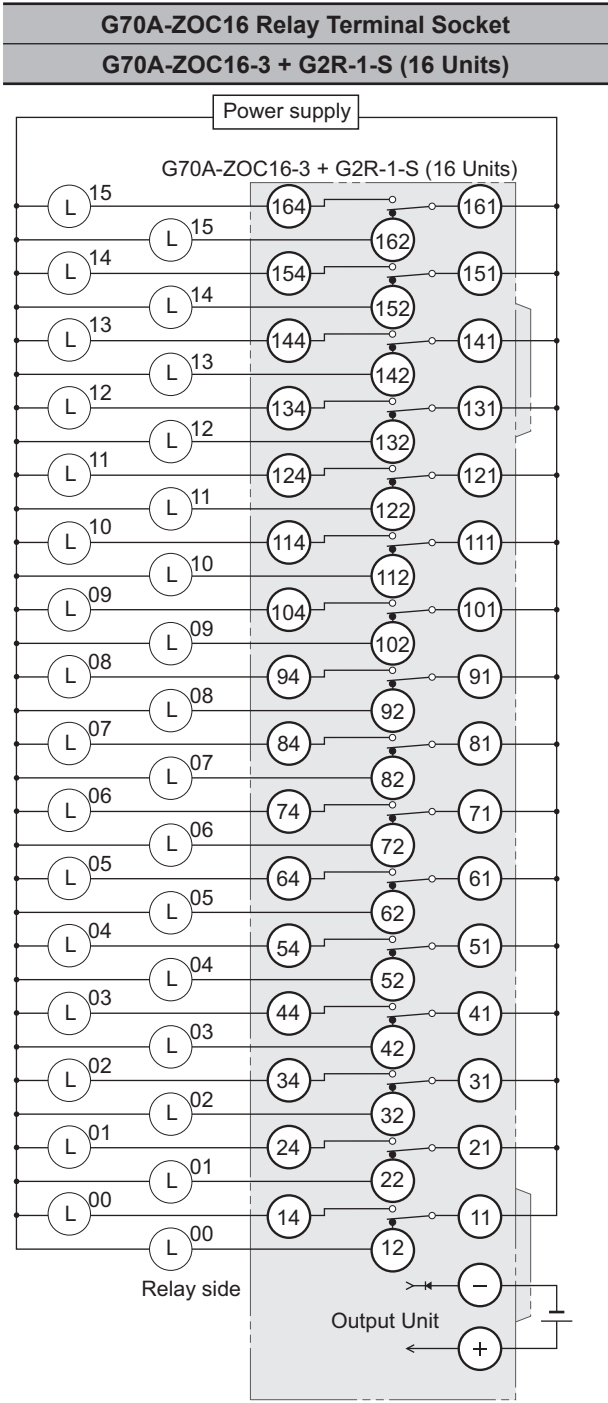 G70A-ZOC16 Relay Terminal Socket
G70A-ZOC16-3 + G2R-1-S (16 Units)
Power supply
G70A-ZOC16-3 + G2R-1-S (16 Units)
L 15 164 161
L 15 162
L 14 154 151
L 14 152
L 13 144 141
L 13 142
L 12 134 131
L 12 132
L 11 124 121
L 11 122
L 10 114 111
L 10 112
L 09 104 101
L 09 102
L 08 94 91
L 08 92
L 07 84 81
L 07 82
L 06 74 71
L 06 72
L 05 64 61
L 05 62
L 04 54 51
L 04 52
L 03 44 41
L 03 42
L 02 34 31
L 02 32
L 01 24 21
L 01 22
L 00 14 11
L 00 12
Relay side
−
Output Unit
+